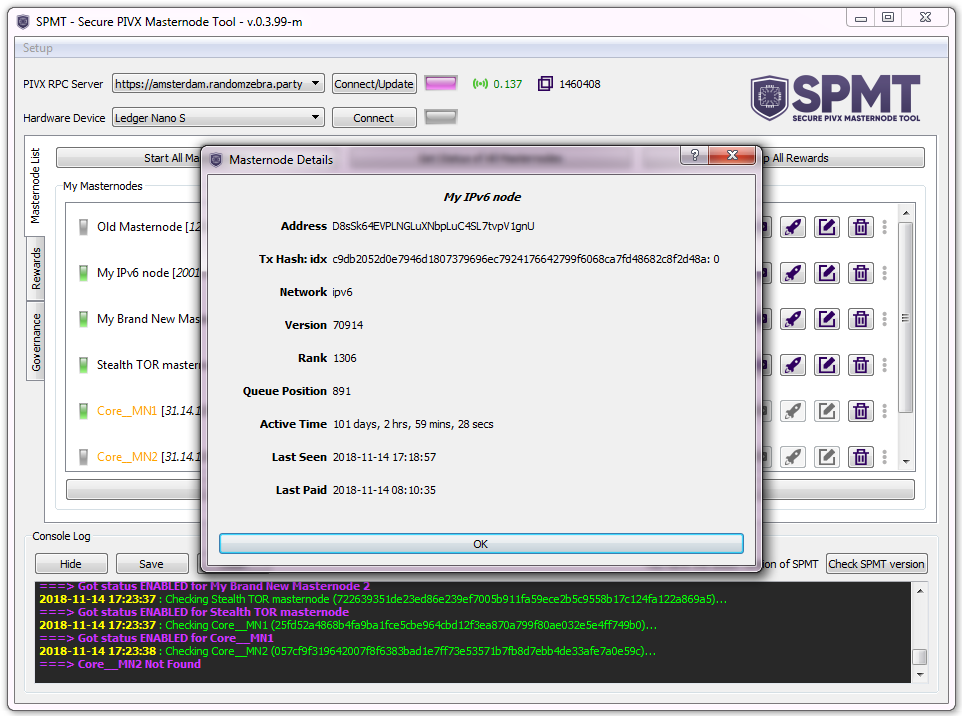 SPMT - Secure PIVX Masternode Tool - v.0.3.99-m
Setup
PIVX RPC Server https://amsterdam.randomzebra.party Connect/Update 0.137 1460408
Hardware Device Ledger Nano S Connect
SPMT
SECURE PIVX MASTERNODE TOOL
Masternode List
Rewards
Governance
Start All Ma
Get Status of All Masternodes
p All Rewards
My Masternodes
Old Masternode [12
My IPv6 node [2001
My Brand New Mas
Stealth TOR master
Core__MN1 [31.14.1
Core__MN2 [31.14.1
Masternode Details
?
My IPv6 node
Address D8sSk64EVPLNGLuXNbpLuC4SL7tvpV1gnU
Tx Hash: idx c9db2052d0e7946d1807379696ec7924176642799f6068ca7fd48682c8f2d48a: 0
Network ipv6
Version 70914
Rank 1306
Queue Position 891
Active Time 101 days, 2 hrs, 59 mins, 28 secs
Last Seen 2018-11-14 17:18:57
Last Paid 2018-11-14 08:10:35
OK
Console Log
Hide Save
on of SPMT Check SPMT version
===> Got status ENABLED for My Brand New Masternode 2
2018-11-14 17:23:37 : Checking Stealth TOR masternode (722639351de23ed86e239ef7005b911fa59ece2b5c9558b17c124fa122a869a5)...
===> Got status ENABLED for Stealth TOR masternode
2018-11-14 17:23:37 : Checking Core__MN1 (25fd52a4868b4fa9ba1fce5cbe964cbd12f3ea870a799f80ae032e5e4ff749b0)...
===> Got status ENABLED for Core__MN1
2018-11-14 17:23:38 : Checking Core__MN2 (057cf9f319642007f8f6383bad1e7ff73e53571b7fb8d7ebb4de33afe7a0e59c)...
===> Core__MN2 Not Found